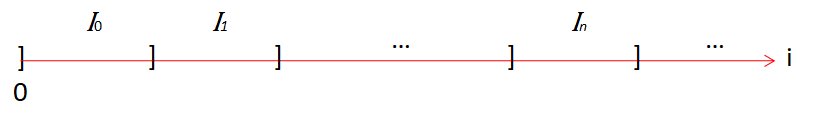 I0 I1 ... In ...
] ] ] ] ] i
0